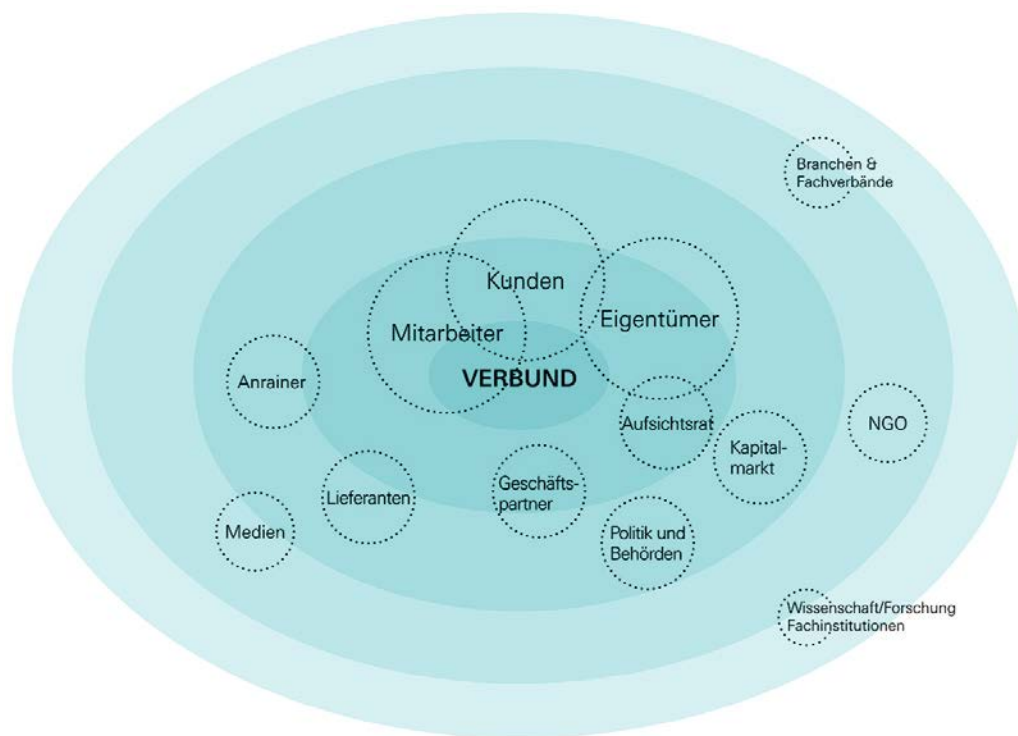 Branchen &
Fachverbände
Kunden
Eigentümer
Mitarbeiter
VERBUND
Anrainer
Aufsichtsrat
NGO
Kapital-
markt
Geschäfts-
partner
Lieferanten
Medien
Politik und
Behörden
Wissenschaft/Forschung
Fachinstitutionen